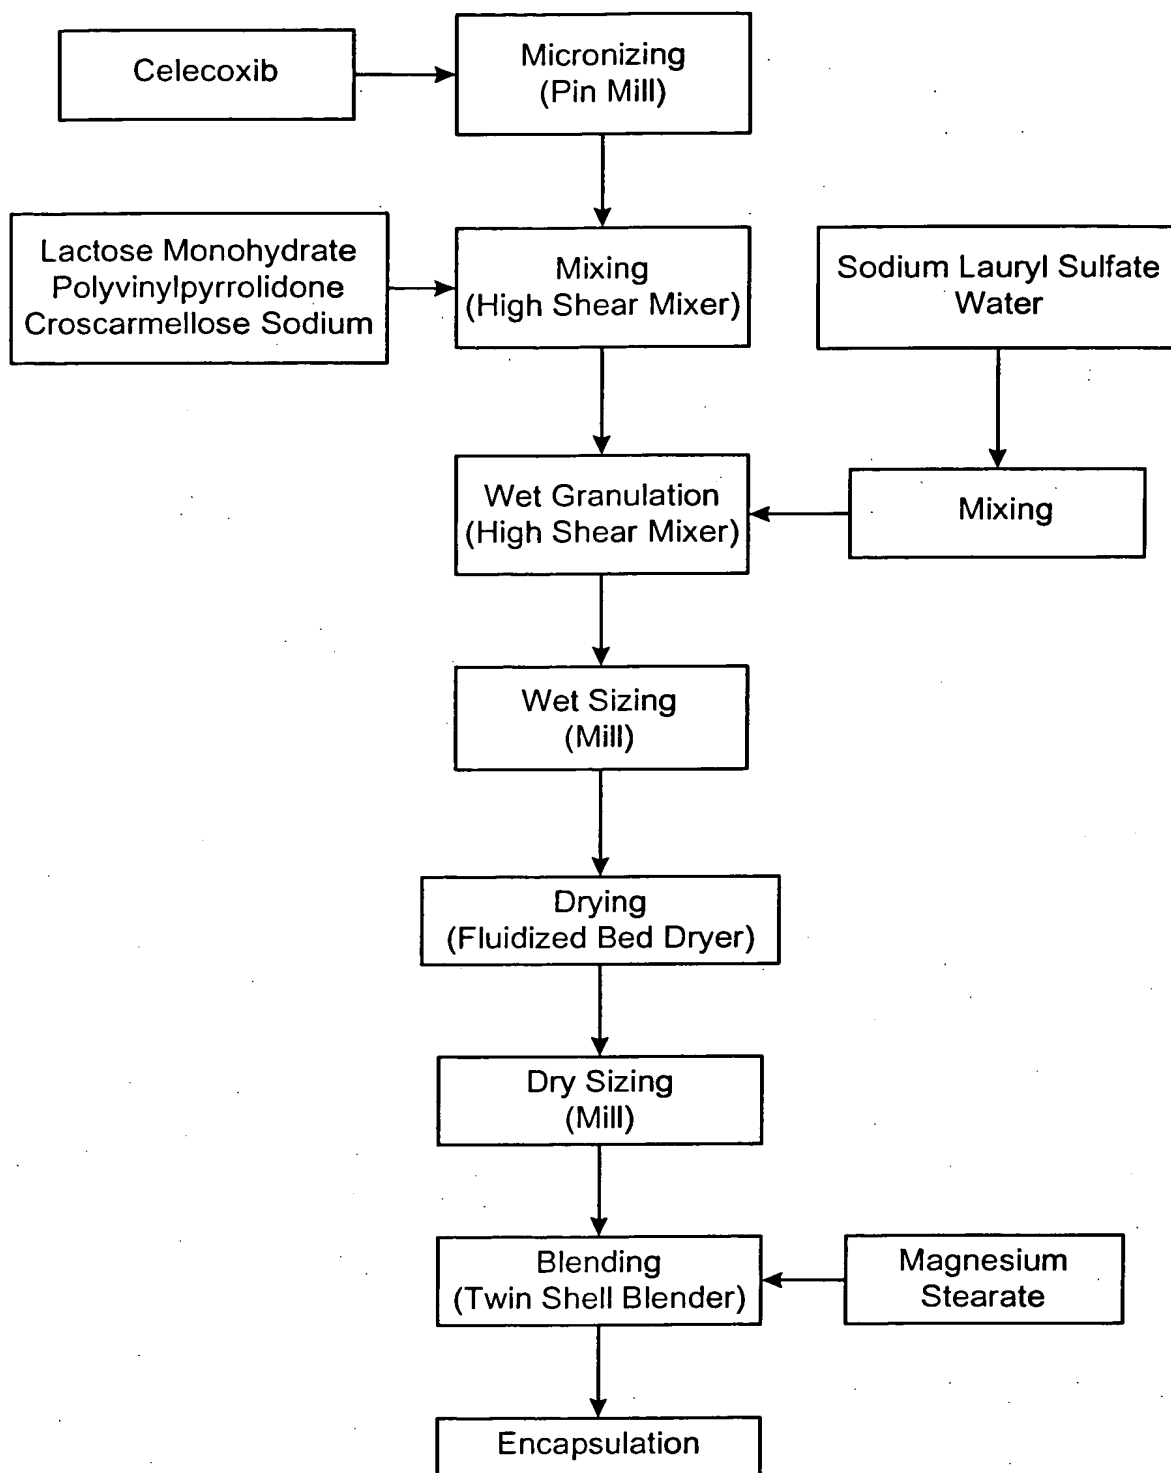 Celecoxib
Micronizing
(Pin Mill)
Lactose Monohydrate
Polyvinylpyrrolidone
Croscarmellose Sodium
Mixing
(High Shear Mixer)
Sodium Lauryl Sulfate
Water
Wet Granulation
(High Shear Mixer)
Mixing
Wet Sizing
(Mill)
Drying
(Fluidized Bed Dryer)
Dry Sizing
(Mill)
Blending
(Twin Shell Blender)
Magnesium
Stearate
Encapsulation